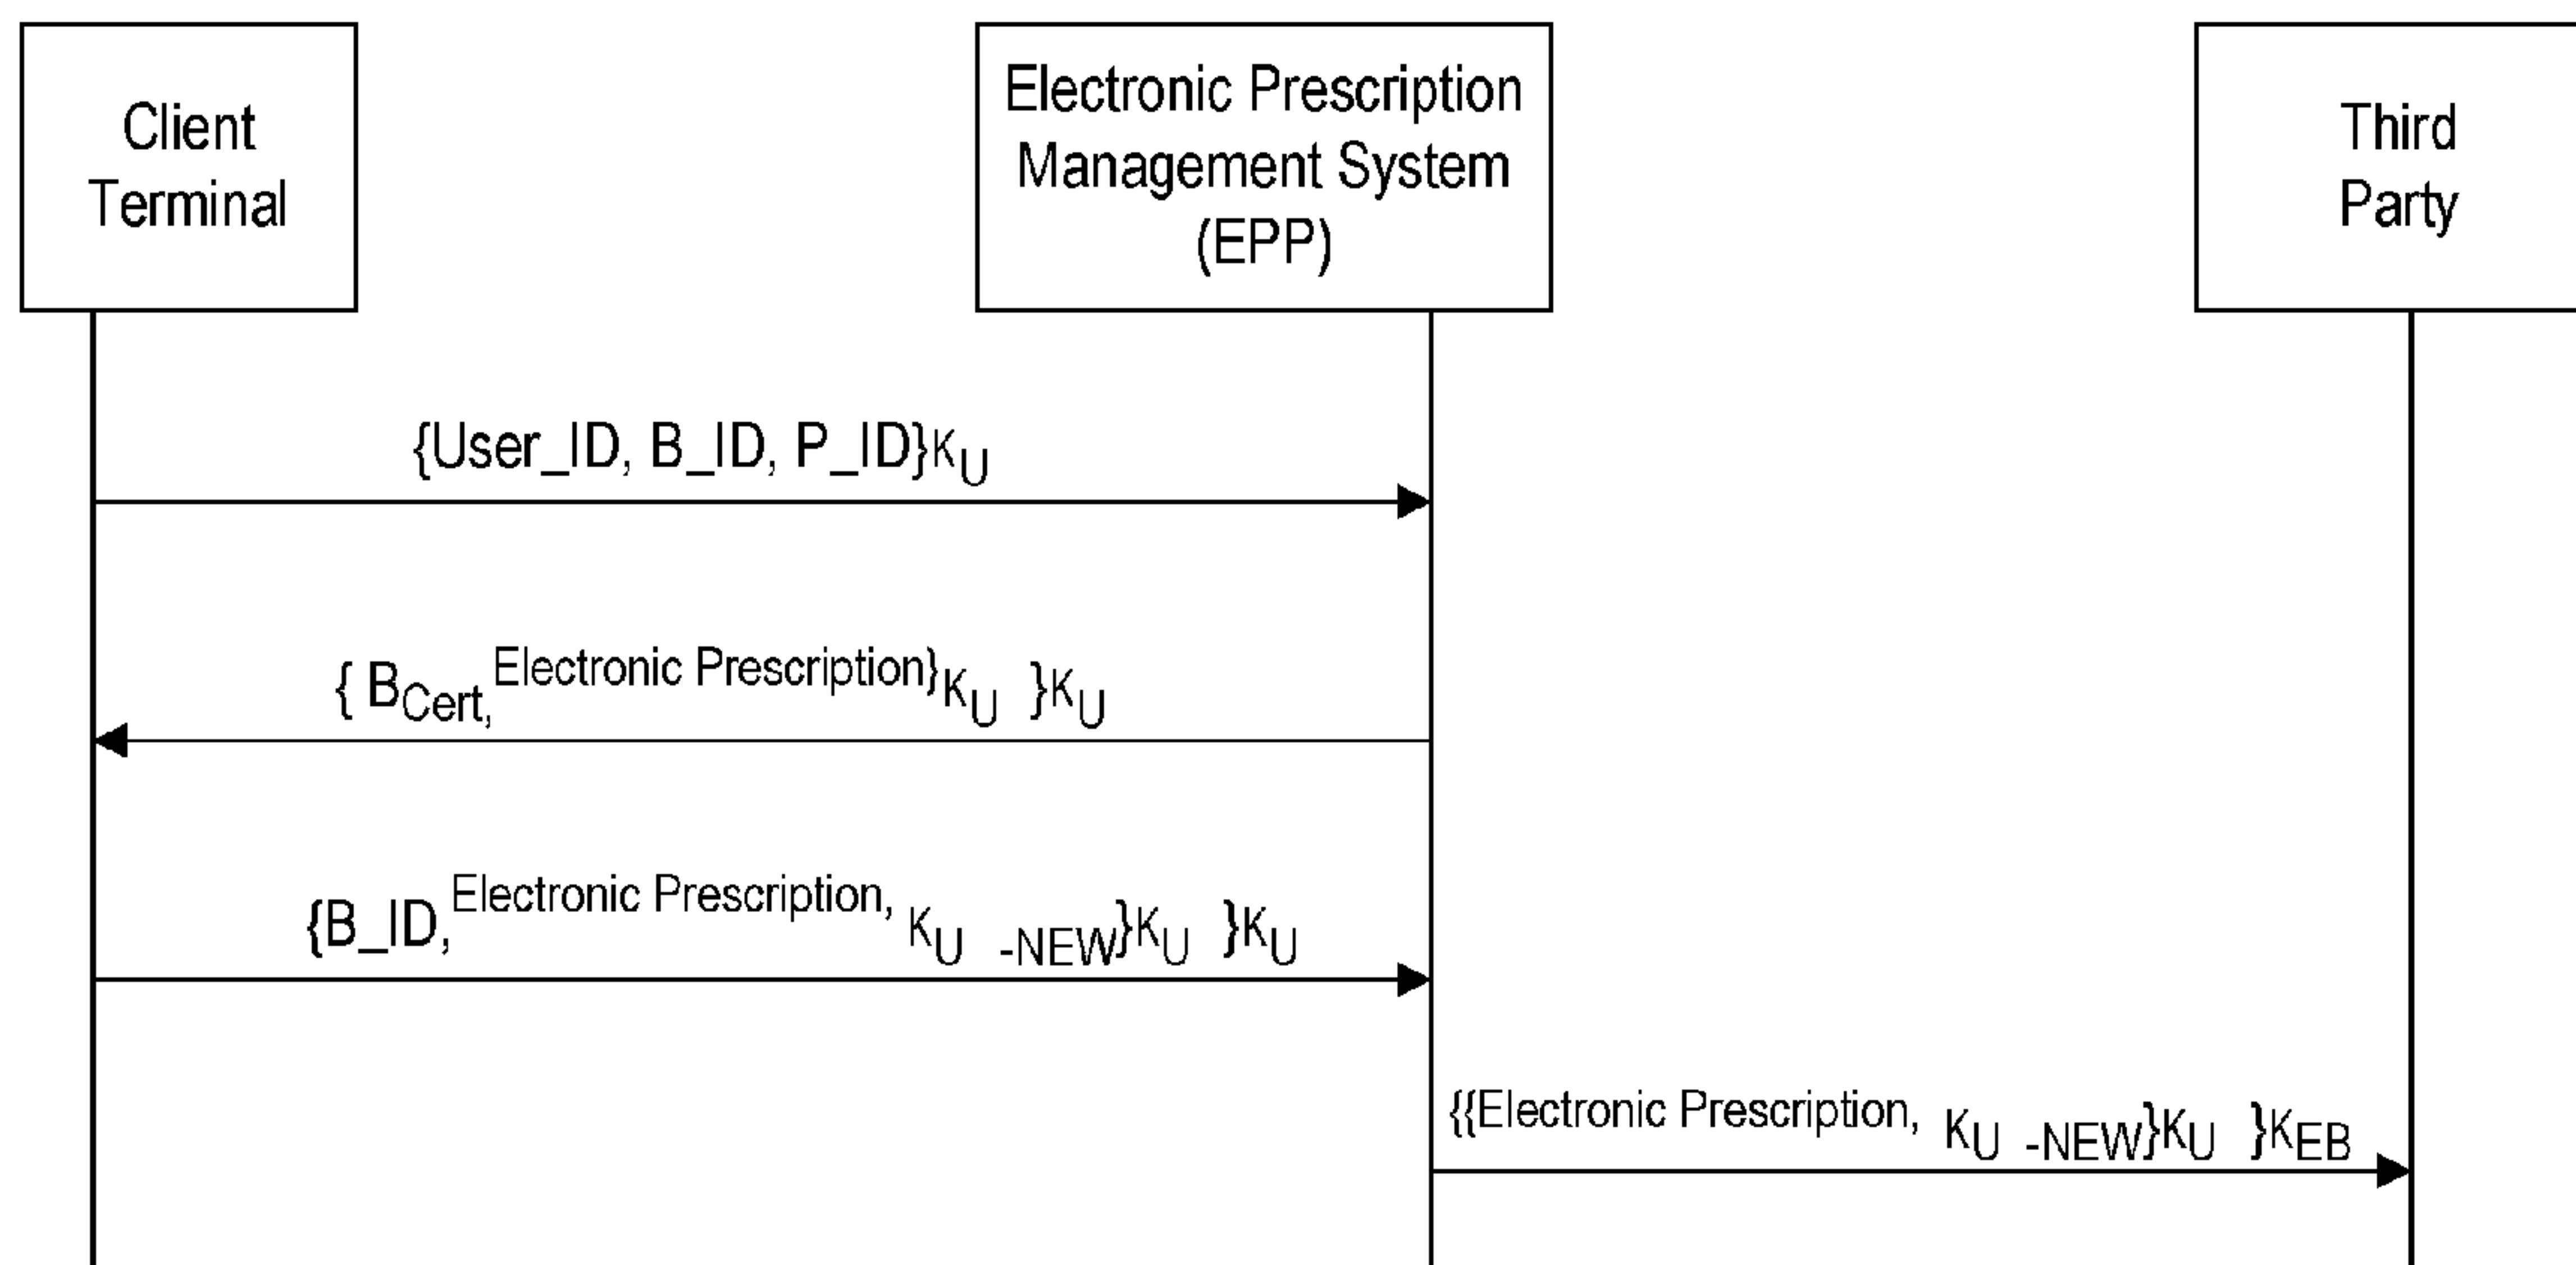 Client
Terminal
Electronic Prescription
Management System
(EPP)
Third
Party
{User_ID, B_ID, P_ID}KU
{ BCert, Electronic Prescription}KU }KU
{B_ID, Electronic Prescription, KU -NEW}KU }KU
{{Electronic Prescription, KU -NEW}KU }KEB